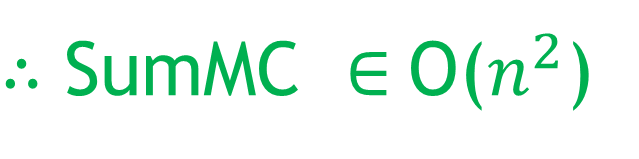 ∴ SumMC ∈ O(𝑛²)